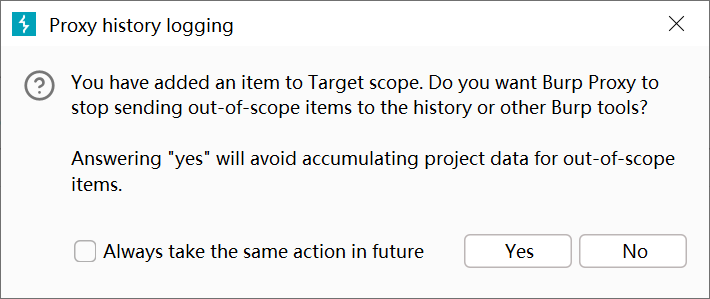 Proxy history logging
You have added an item to Target scope. Do you want Burp Proxy to
stop sending out-of-scope items to the history or other Burp tools?
Answering "yes" will avoid accumulating project data for out-of-scope
items.
Always take the same action in future
Yes
No